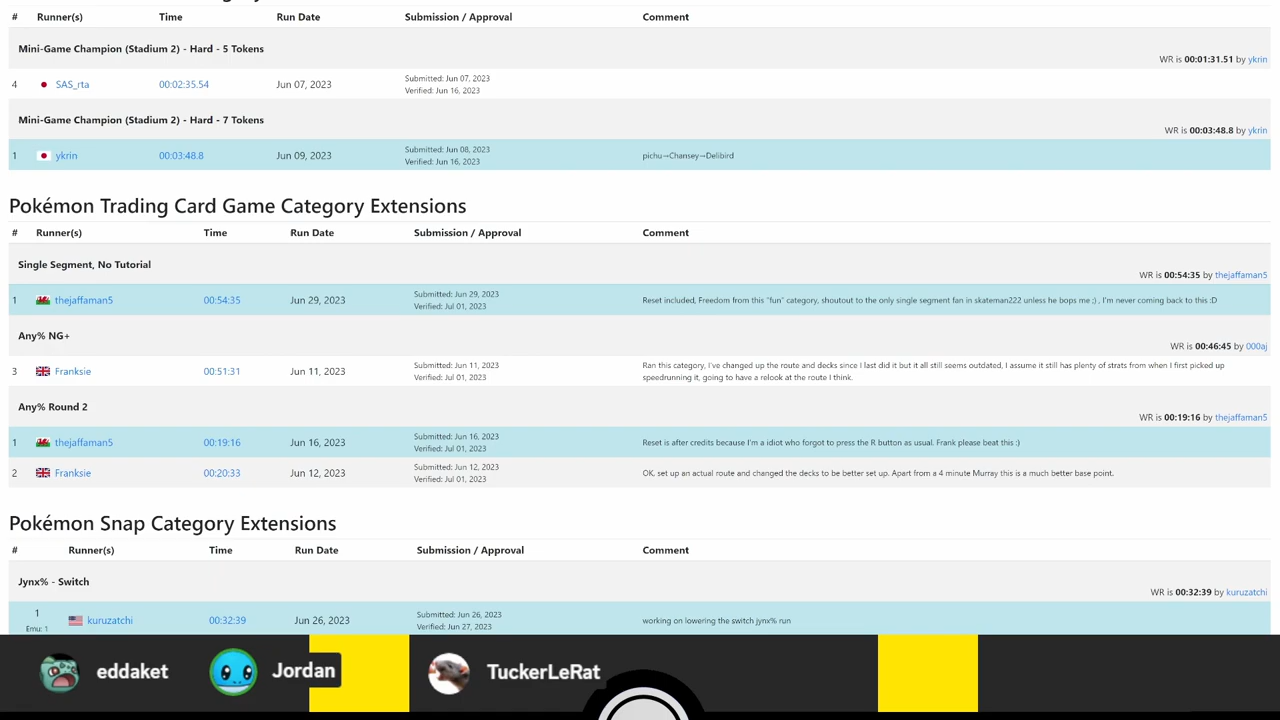 # Runner(s) Time Run Date Submission / Approval Comment
Mini-Game Champion (Stadium 2) - Hard - 5 Tokens
WR is 00:01:31.51 by ykrin
4 SAS_rta 00:02:35.54 Jun 07, 2023 Submitted: Jun 07, 2023
Verified: Jun 16, 2023
Mini-Game Champion (Stadium 2) - Hard - 7 Tokens
WR is 00:03:48.8 by ykrin
1 ykrin 00:03:48.8 Jun 09, 2023 Submitted: Jun 08, 2023
Verified: Jun 16, 2023
pichu→Chansey→Delibird
Pokémon Trading Card Game Category Extensions
# Runner(s) Time Run Date Submission / Approval Comment
Single Segment, No Tutorial
WR is 00:54:35 by thejaffaman5
1 thejaffaman5 00:54:35 Jun 29, 2023 Submitted: Jun 29, 2023
Verified: Jul 01, 2023
Reset included, Freedom from this "fun" category, shoutout to the only single segment fan in skateman222 unless he bops me ;) , I'm never coming back to this :D
Any% NG+
WR is 00:46:45 by 000aj
3 Franksie 00:51:31 Jun 11, 2023 Submitted: Jun 11, 2023
Verified: Jul 01, 2023
Ran this category, I've changed up the route and decks since I last did it but it all still seems outdated, I assume it still has plenty of strats from when I first picked up
speedrunning it, going to have a relook at the route I think.
Any% Round 2
WR is 00:19:16 by thejaffaman5
1 thejaffaman5 00:19:16 Jun 16, 2023 Submitted: Jun 16, 2023
Verified: Jul 01, 2023
Reset is after credits because I'm a idiot who forgot to press the R button as usual. Frank please beat this :)
2 Franksie 00:20:33 Jun 12, 2023 Submitted: Jun 12, 2023
Verified: Jul 01, 2023
OK, set up an actual route and changed the decks to be better set up. Apart from a 4 minute Murray this is a much better base point.
Pokémon Snap Category Extensions
# Runner(s) Time Run Date Submission / Approval Comment
Jynx% - Switch
WR is 00:32:39 by kuruzatchi
1 kuruzatchi 00:32:39 Jun 26, 2023 Submitted: Jun 26, 2023
Emu: 1 Verified: Jun 27, 2023
working on lowering the switch jynx% run
eddaket Jordan TuckerLeRat